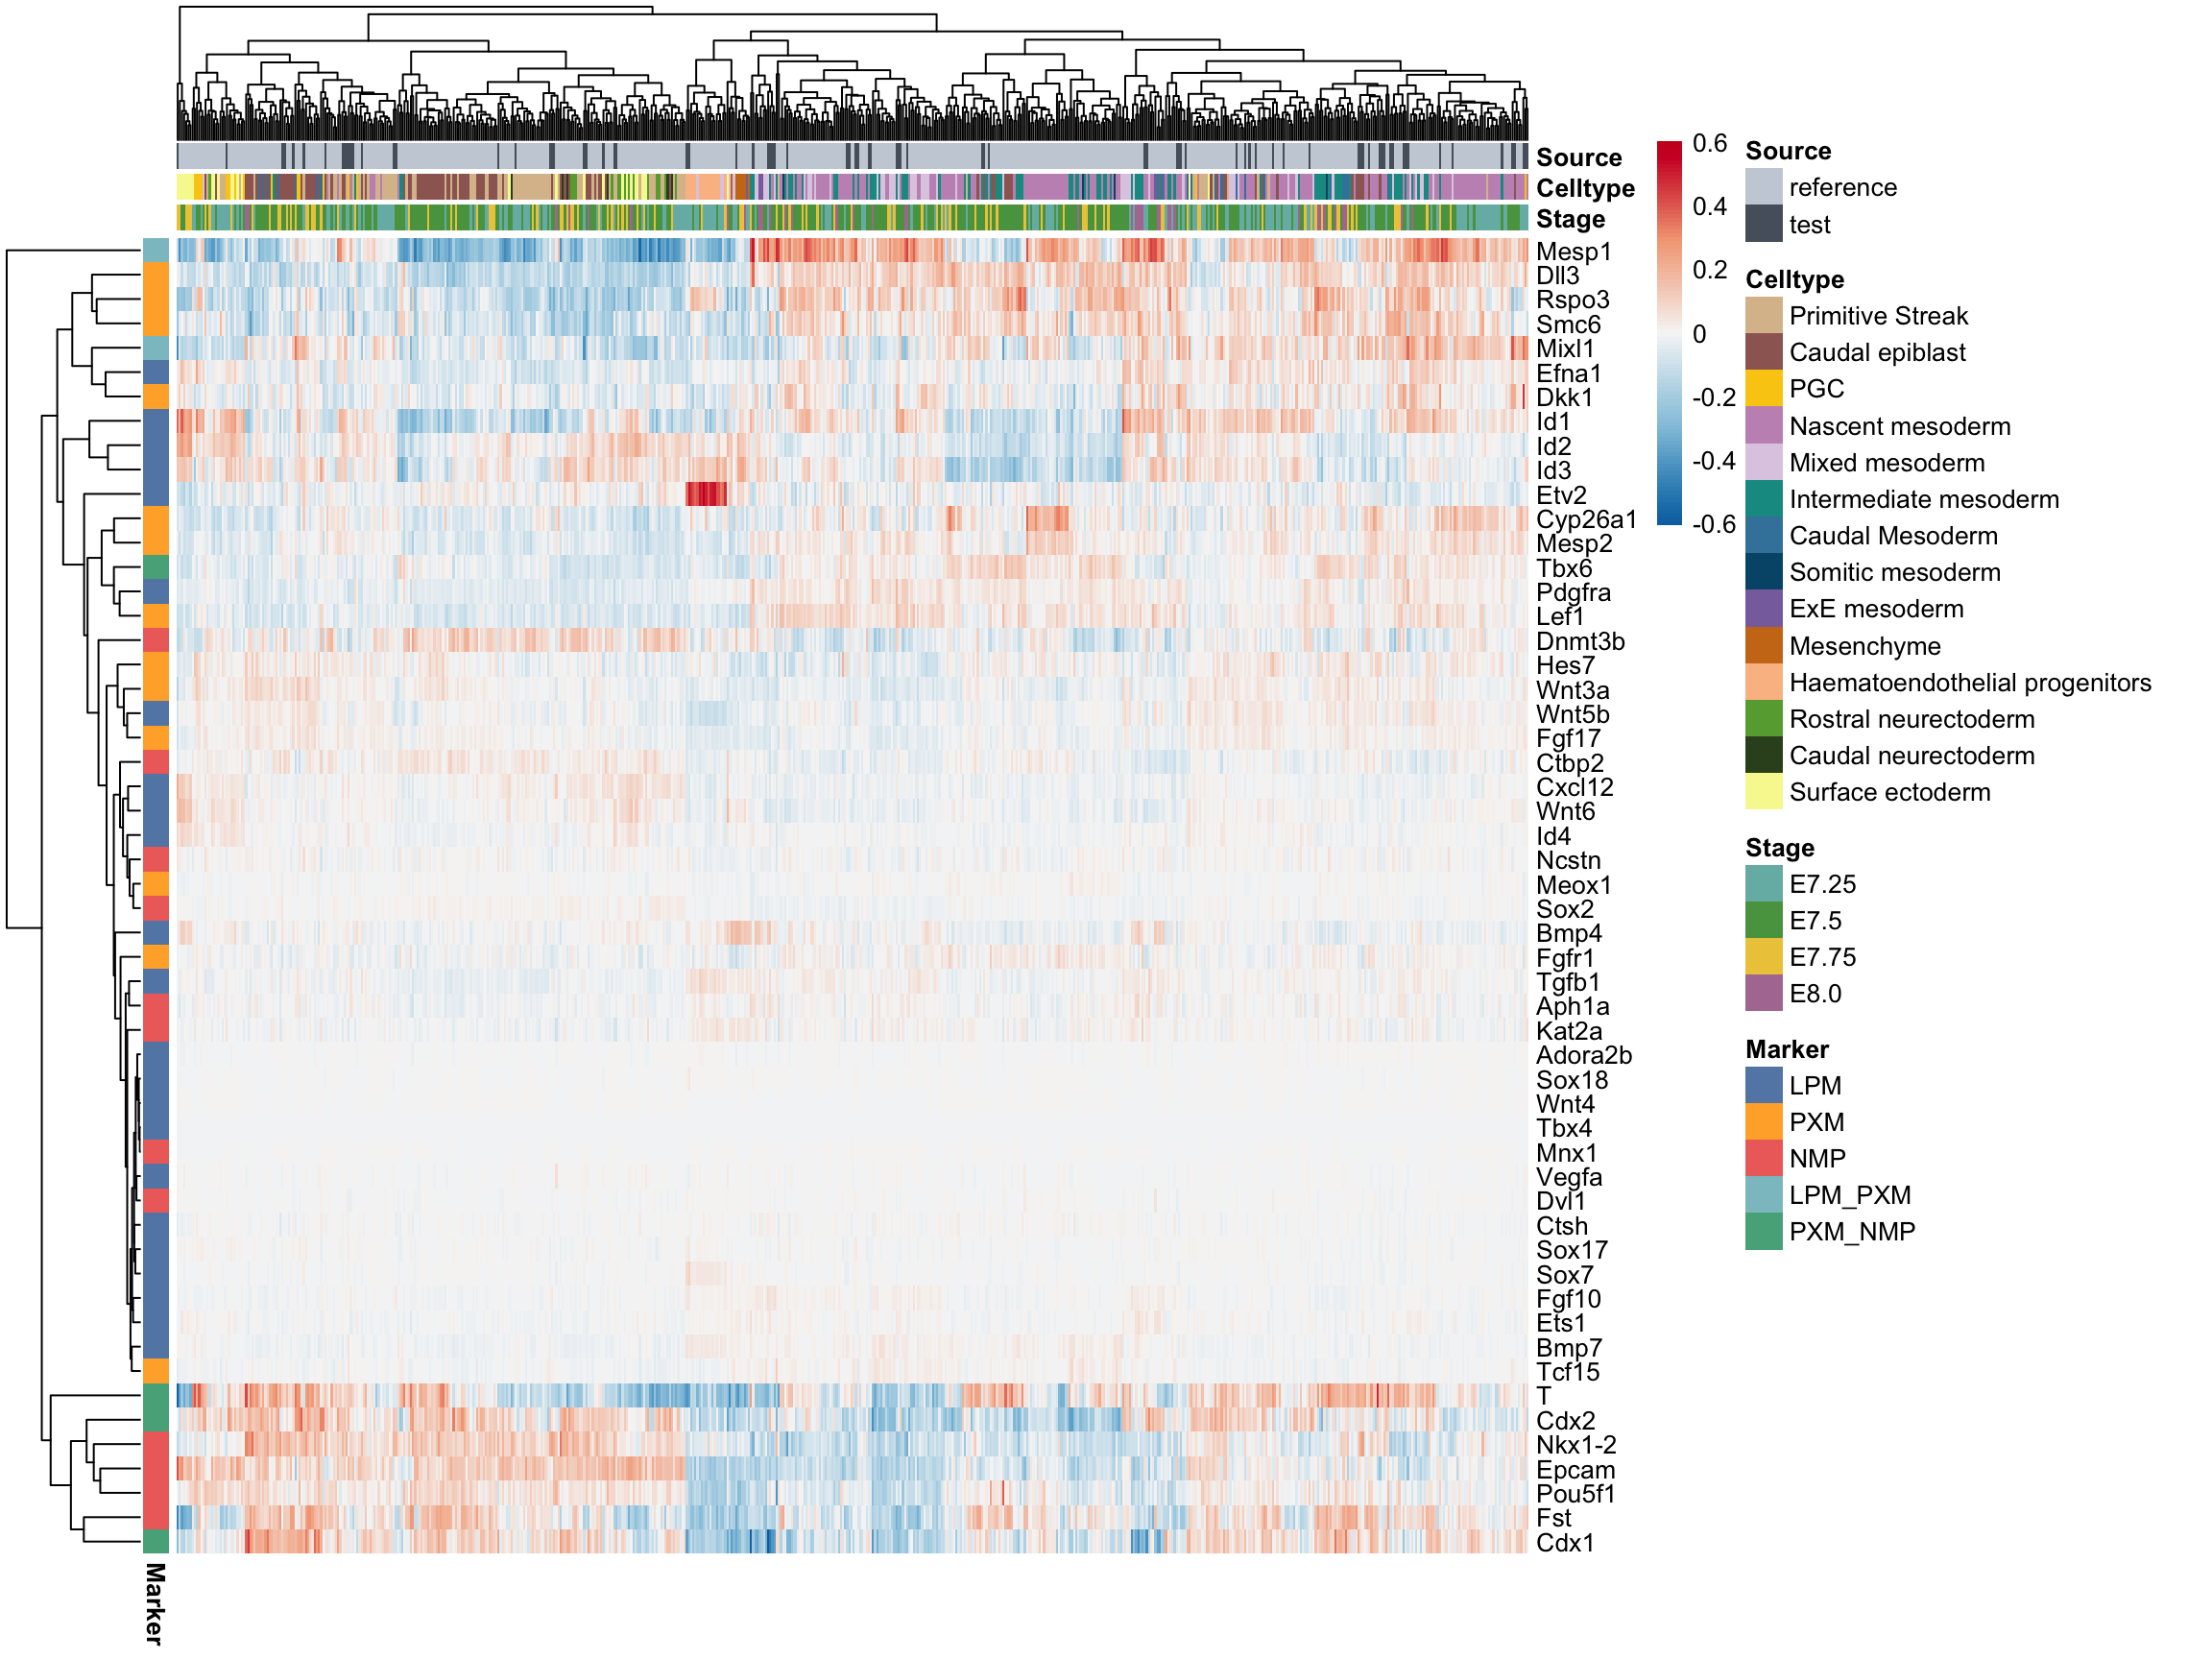 Source
Celltype
Stage
Mesp1
Dll3
Rspo3
Smc6
Mixl1
Efna1
Dkk1
Id1
Id2
Id3
Etv2
Cyp26a1
Mesp2
Tbx6
Pdgfra
Lef1
Dnmt3b
Hes7
Wnt3a
Wnt5b
Fgf17
Ctbp2
Cxcl12
Wnt6
Id4
Ncstn
Meox1
Sox2
Bmp4
Fgfr1
Tgfb1
Aph1a
Kat2a
Adora2b
Sox18
Wnt4
Tbx4
Mnx1
Vegfa
Dvl1
Ctsh
Sox17
Sox7
Fgf10
Ets1
Bmp7
Tcf15
T
Cdx2
Nkx1-2
Epcam
Pou5f1
Fst
Cdx1
Marker
0.6
0.4
0.2
0
-0.2
-0.4
-0.6
Source
reference
test
Celltype
Primitive Streak
Caudal epiblast
PGC
Nascent mesoderm
Mixed mesoderm
Intermediate mesoderm
Caudal Mesoderm
Somitic mesoderm
ExE mesoderm
Mesenchyme
Haematoendothelial progenitors
Rostral neurectoderm
Caudal neurectoderm
Surface ectoderm
Stage
E7.25
E7.5
E7.75
E8.0
Marker
LPM
PXM
NMP
LPM_PXM
PXM_NMP